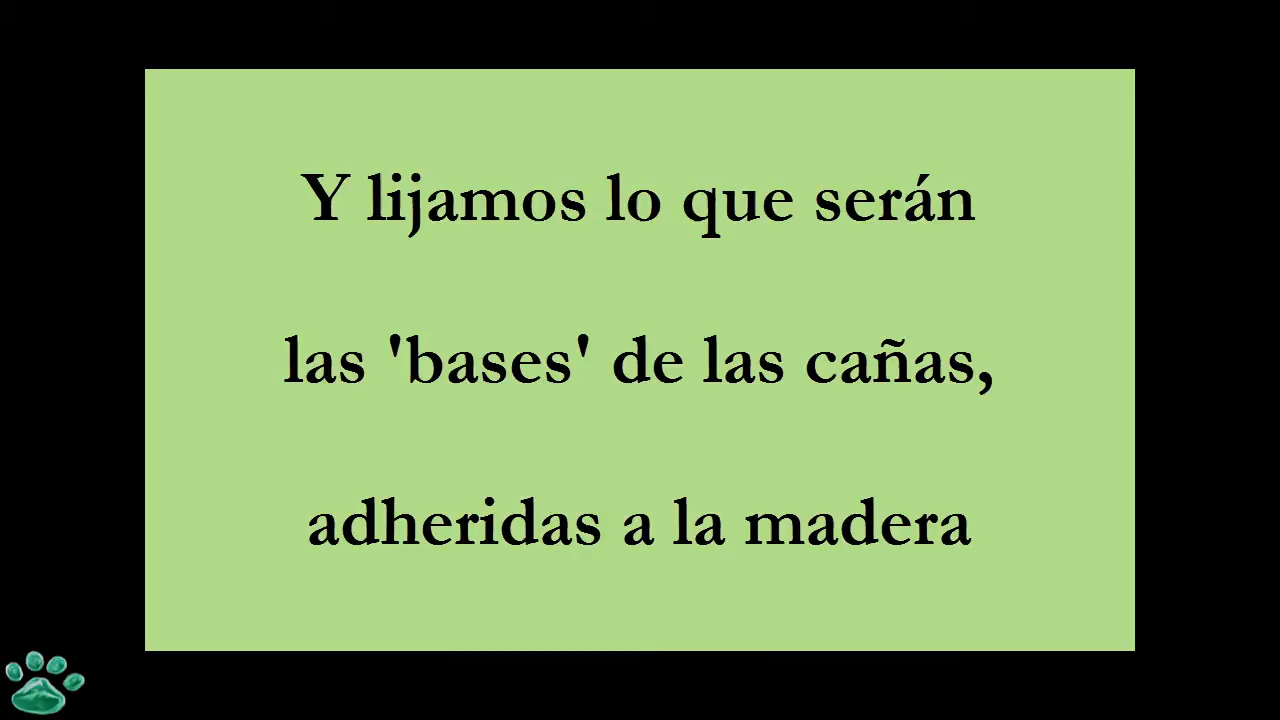 Y lijamos lo que serán
las 'bases' de las cañas,
adheridas a la madera